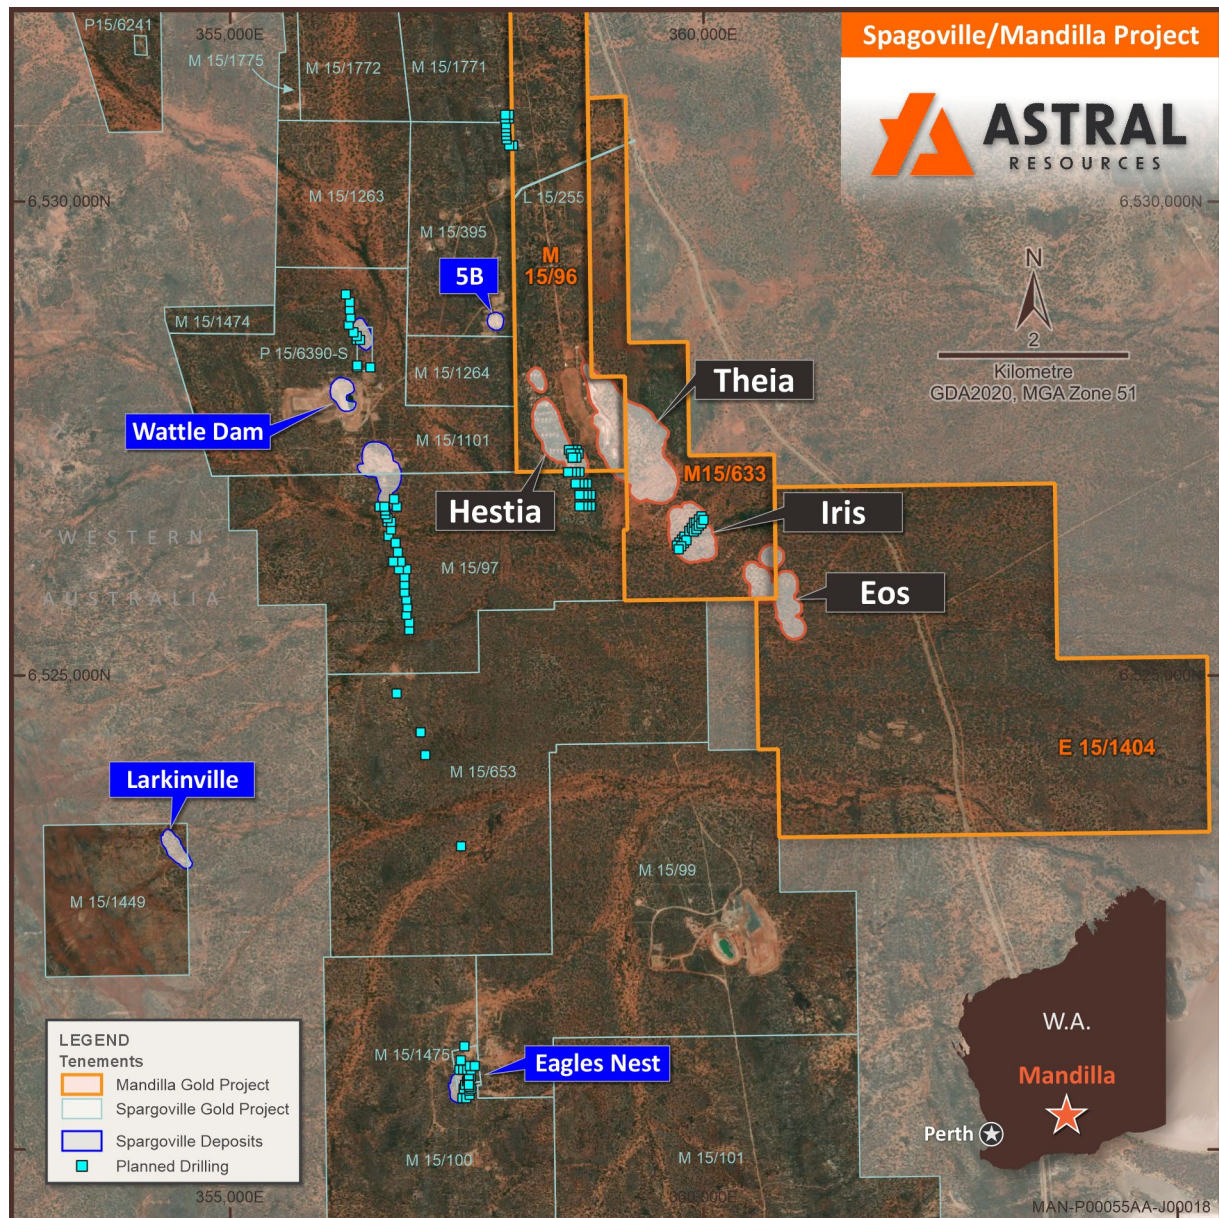 P15/6241
355,000E
360,000E
Spagoville/Mandilla Project
M 15/1775
M 15/1772
M 15/1771
ASTRAL
RESOURCES
M 15/1263
L 15/255
6,530,000N
6,530,000N
M 15/395
M
15/96
5B
N
M 15/1474
P 15/6390-S
M 15/1264
2
Kilometre
GDA2020, MGA Zone 51
Theia
Wattle Dam
M 15/1101
M15/633
Hestia
Iris
WESTERN
AUSTRALIA
M 15/97
Eos
6,525,000N
6,525,000N
E 15/1404
Larkinville
M 15/653
M 15/99
M 15/1449
LEGEND
Tenements
Mandilla Gold Project
Spargoville Gold Project
Spargoville Deposits
Planned Drilling
M 15/1475
Eagles Nest
M 15/100
M 15/101
W.A.
Mandilla
Perth
355,000E
360,000E
MAN-P00055AA-J00018